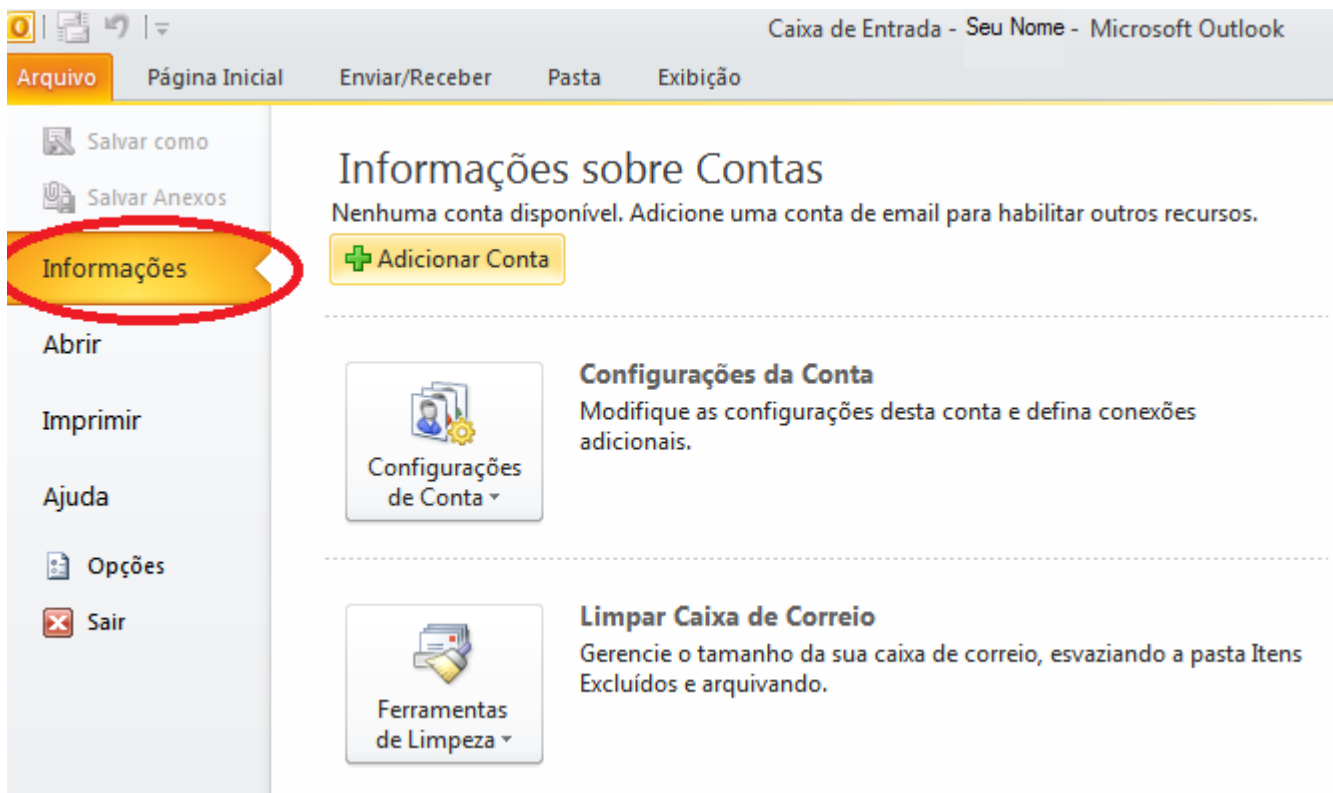 Caixa de Entrada - Seu Nome - Microsoft Outlook
Arquivo Página Inicial Enviar/Receber Pasta Exibição
Salvar como
Salvar Anexos
Informações
Abrir
Imprimir
Ajuda
Opções
Sair
Informações sobre Contas
Nenhuma conta disponível. Adicione uma conta de email para habilitar outros recursos.
Adicionar Conta
Configurações
de Conta
Configurações da Conta
Modifique as configurações desta conta e defina conexões
adicionais.
Ferramentas
de Limpeza
Limpar Caixa de Correio
Gerencie o tamanho da sua caixa de correio, esvaziando a pasta Itens
Excluídos e arquivando.